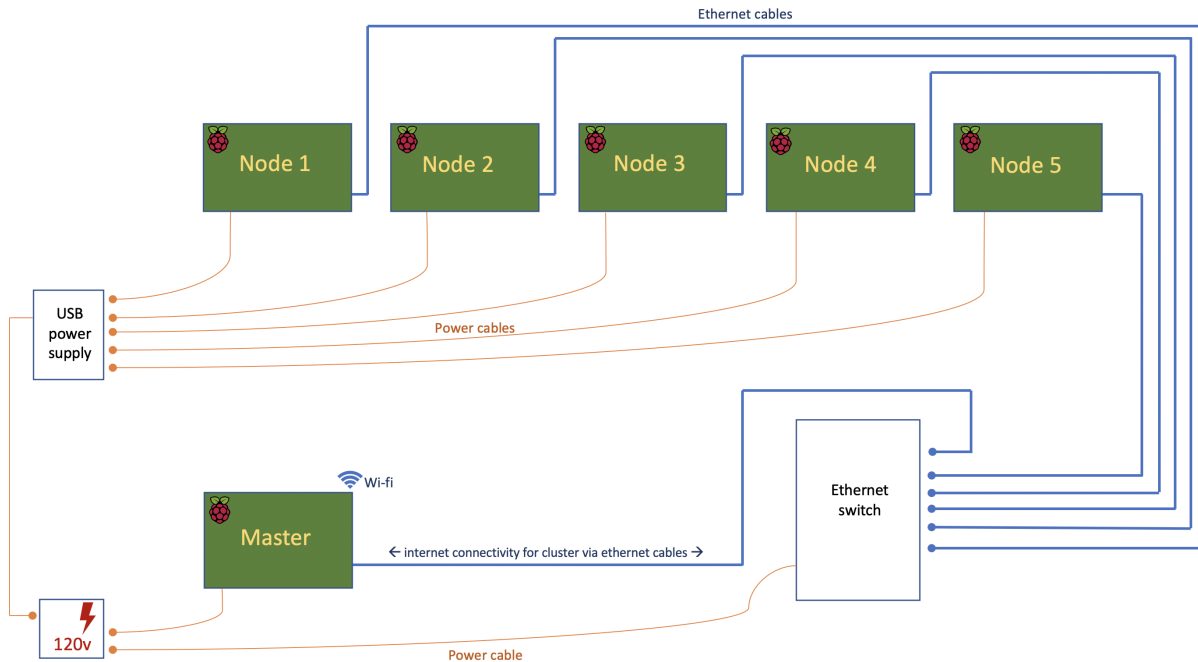 Ethernet cables
Node 1
Node 2
Node 3
Node 4
Node 5
USB
power
supply
Power cables
Wi-fi
Ethernet
switch
Master
← internet connectivity for cluster via ethernet cables →
120v
Power cable